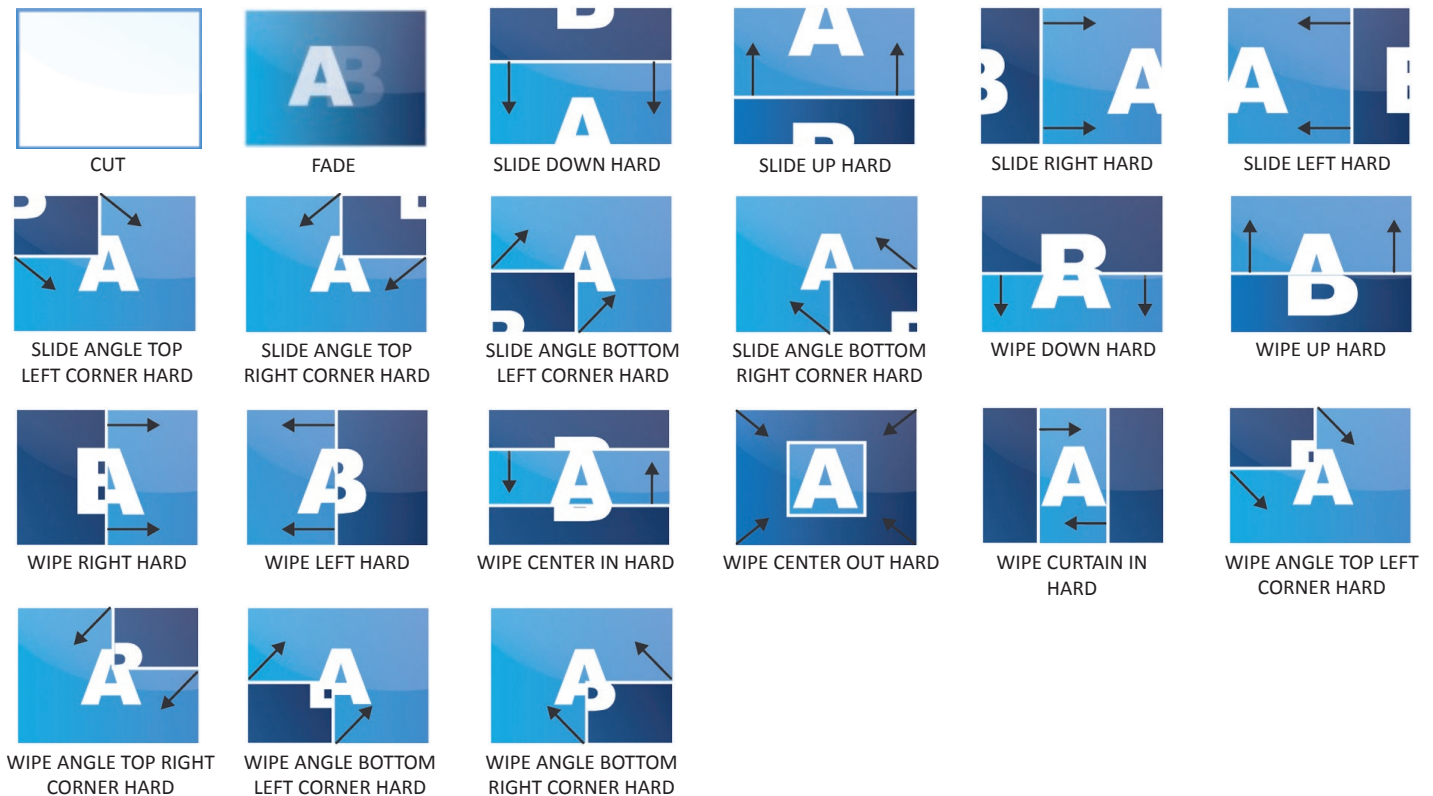 CUT
FADE
SLIDE DOWN HARD
SLIDE UP HARD
SLIDE RIGHT HARD
SLIDE LEFT HARD
SLIDE ANGLE TOP
LEFT CORNER HARD
SLIDE ANGLE TOP
RIGHT CORNER HARD
SLIDE ANGLE BOTTOM
LEFT CORNER HARD
SLIDE ANGLE BOTTOM
RIGHT CORNER HARD
WIPE DOWN HARD
WIPE UP HARD
WIPE RIGHT HARD
WIPE LEFT HARD
WIPE CENTER IN HARD
WIPE CENTER OUT HARD
WIPE CURTAIN IN
HARD
WIPE ANGLE TOP LEFT
CORNER HARD
WIPE ANGLE TOP RIGHT
CORNER HARD
WIPE ANGLE BOTTOM
LEFT CORNER HARD
WIPE ANGLE BOTTOM
RIGHT CORNER HARD